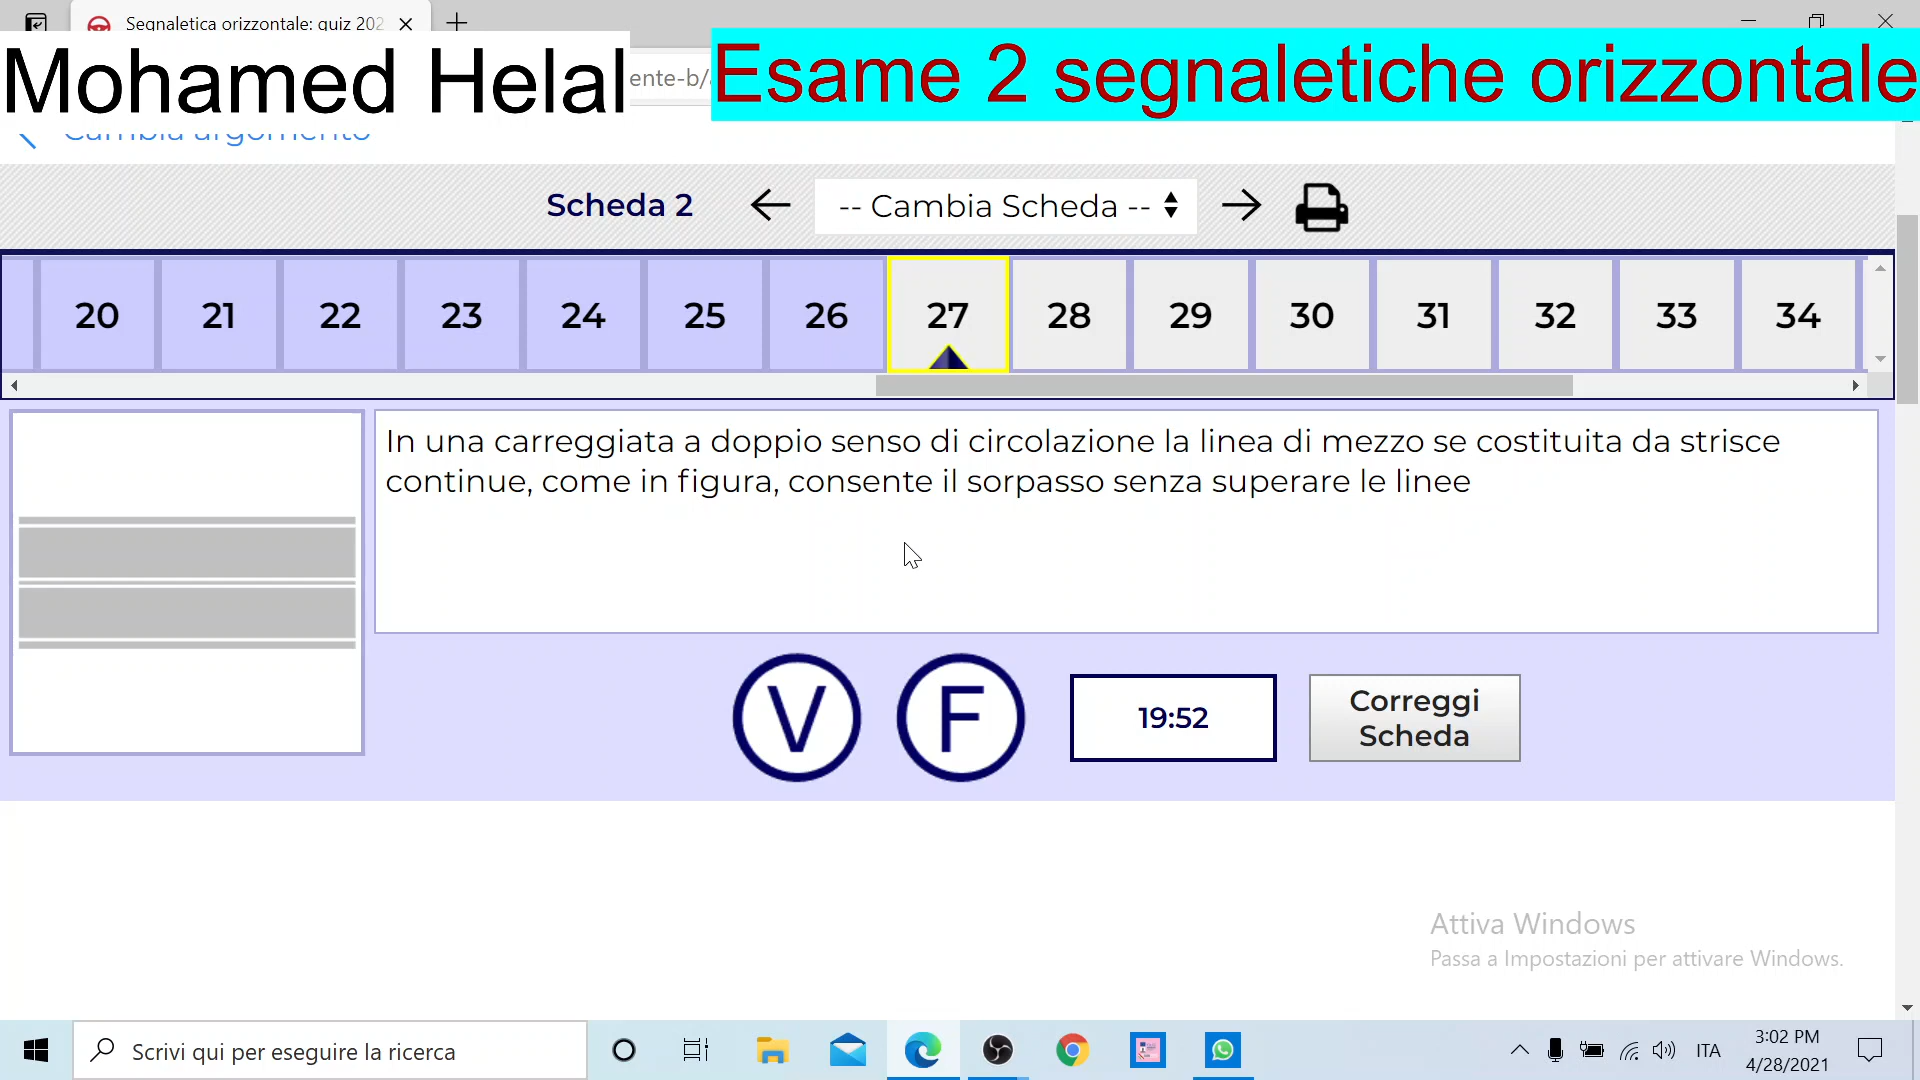 Segnaletica orizzontale: quiz 202
Mohamed Helal
ente-b/
Esame 2 segnaletiche orizzontale
Cambia argomento
Scheda 2
-- Cambia Scheda --
20 21 22 23 24 25 26 27 28 29 30 31 32 33 34
In una carreggiata a doppio senso di circolazione la linea di mezzo se costituita da strisce
continue, come in figura, consente il sorpasso senza superare le linee
V F 19:52
Correggi
Scheda
Attiva Windows
Passa a Impostazioni per attivare Windows.
Scrivi qui per eseguire la ricerca
ITA
3:02 PM
4/28/2021